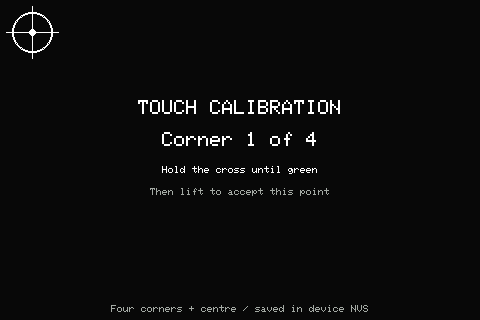 TOUCH CALIBRATION
Corner 1 of 4
Hold the cross until green
Then lift to accept this point
Four corners + centre / saved in device NVS